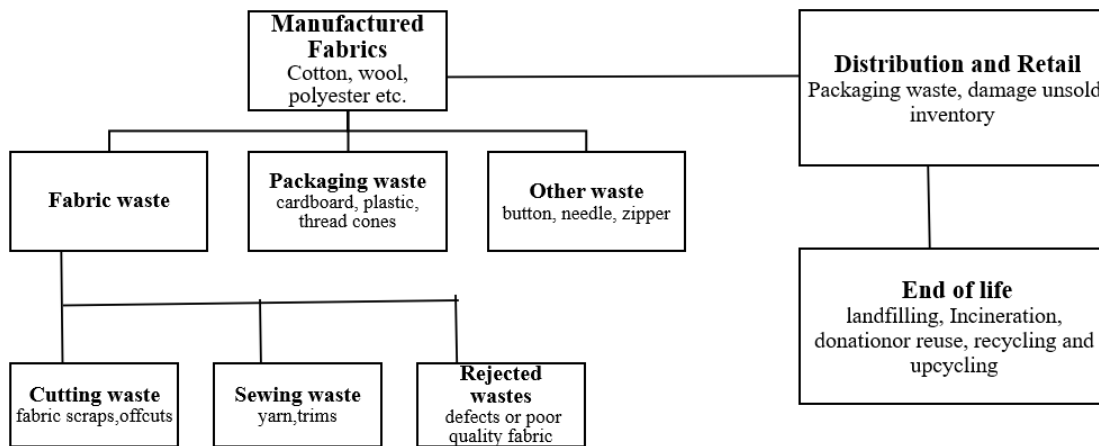 Manufactured
Fabrics
Cotton, wool,
polyester etc.
Distribution and Retail
Packaging waste, damage unsold
inventory
Fabric waste
Packaging waste
cardboard, plastic,
thread cones
Other waste
button, needle, zipper
End of life
landfilling, Incineration,
donationor reuse, recycling and
upcycling
Cutting waste
fabric scraps,offcuts
Sewing waste
yarn,trims
Rejected
wastes
defects or poor
quality fabric